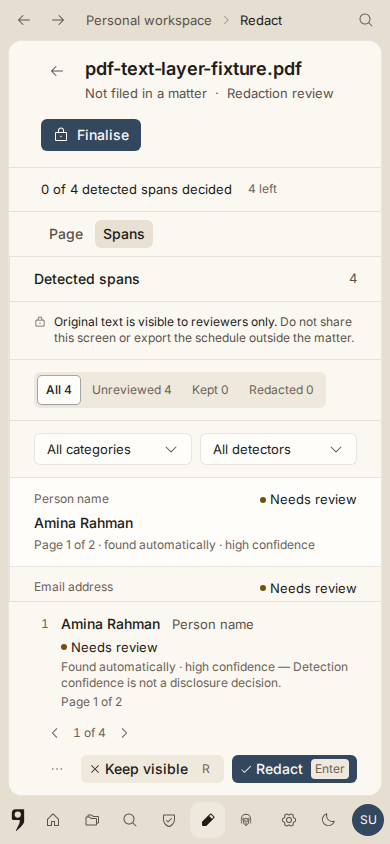 Personal workspace > Redact
pdf-text-layer-fixture.pdf
Not filed in a matter · Redaction review
Finalise
0 of 4 detected spans decided 4 left
Page Spans
Detected spans 4
Original text is visible to reviewers only. Do not share
this screen or export the schedule outside the matter.
All 4 Unreviewed 4 Kept 0 Redacted 0
All categories All detectors
Person name Needs review
Amina Rahman
Page 1 of 2 · found automatically · high confidence
Email address Needs review
1 Amina Rahman Person name
Needs review
Found automatically · high confidence — Detection
confidence is not a disclosure decision.
Page 1 of 2
1 of 4
... Keep visible R Redact Enter
SU